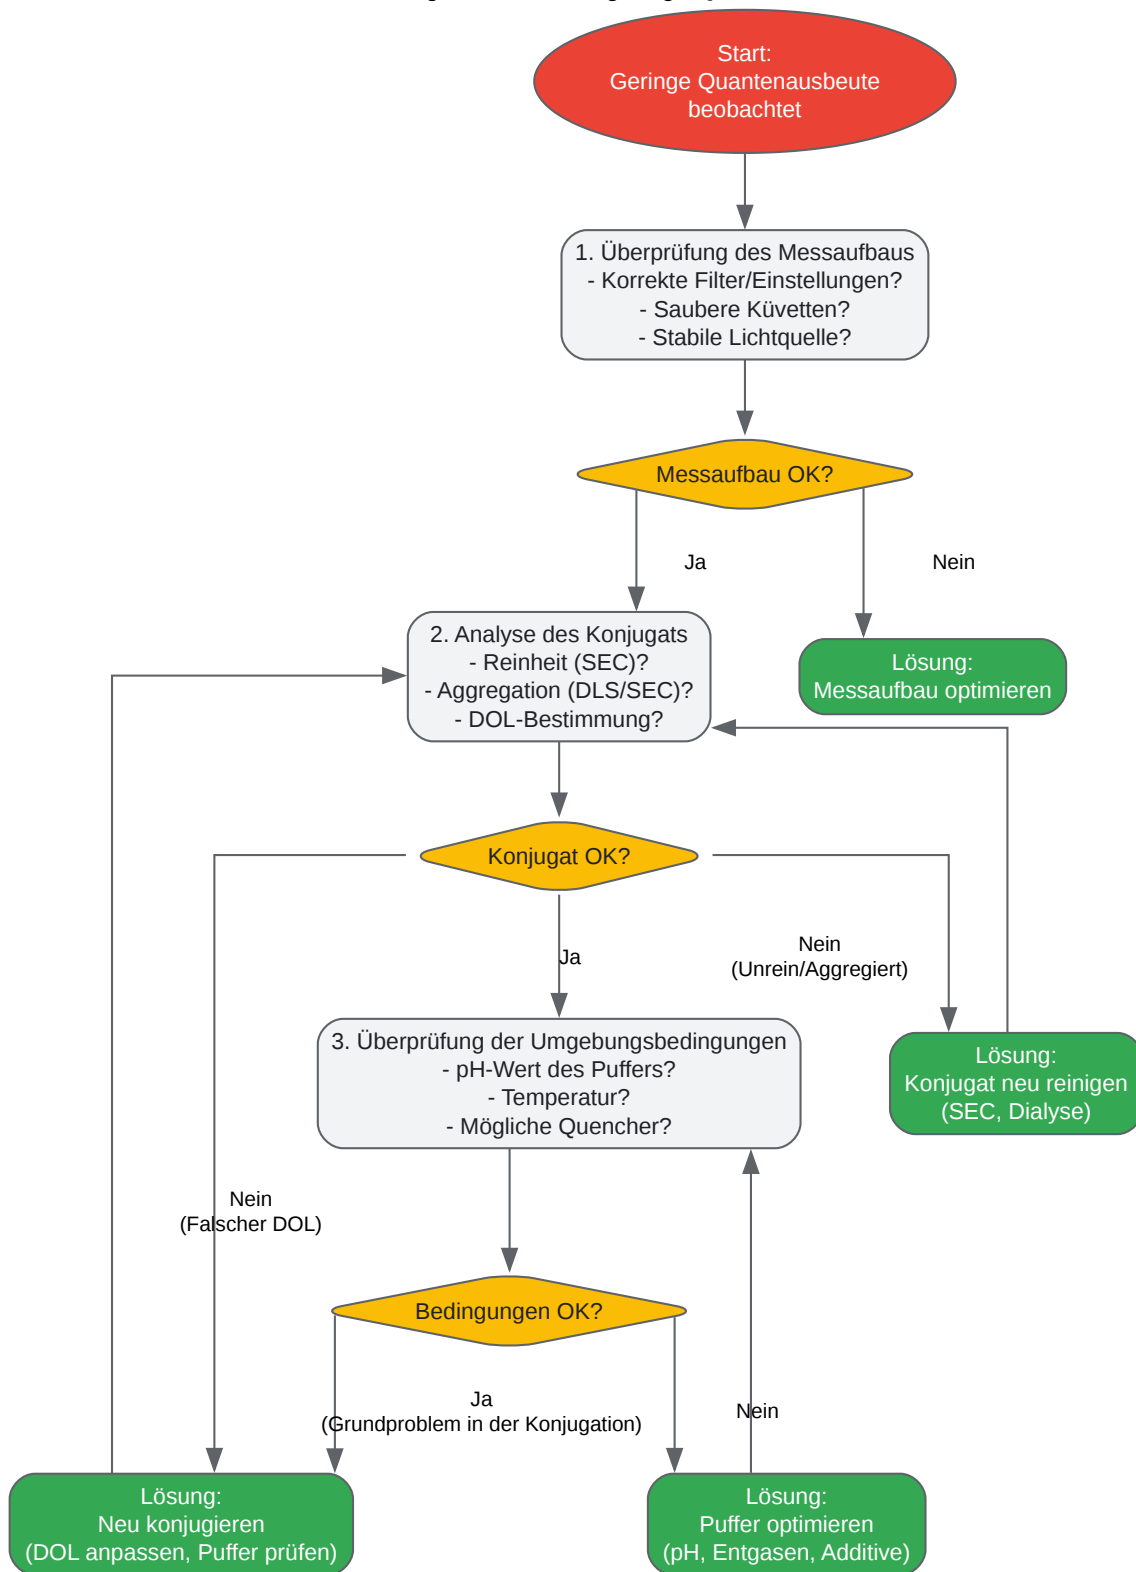 Start:
Geringe Quantenausbeute
beobachtet
1. Überprüfung des Messaufbaus
- Korrekte Filter/Einstellungen?
- Saubere Küvetten?
- Stabile Lichtquelle?
Messaufbau OK?
Ja
Nein
2. Analyse des Konjugats
- Reinheit (SEC)?
- Aggregation (DLS/SEC)?
- DOL-Bestimmung?
Lösung:
Messaufbau optimieren
Konjugat OK?
Ja
Nein
(Unrein/Aggregiert)
3. Überprüfung der Umgebungsbedingungen
- pH-Wert des Puffers?
- Temperatur?
- Mögliche Quencher?
Lösung:
Konjugat neu reinigen
(SEC, Dialyse)
Nein
(Falscher DOL)
Bedingungen OK?
Ja
(Grundproblem in der Konjugation)
Nein
Lösung:
Neu konjugieren
(DOL anpassen, Puffer prüfen)
Lösung:
Puffer optimieren
(pH, Entgasen, Additive)